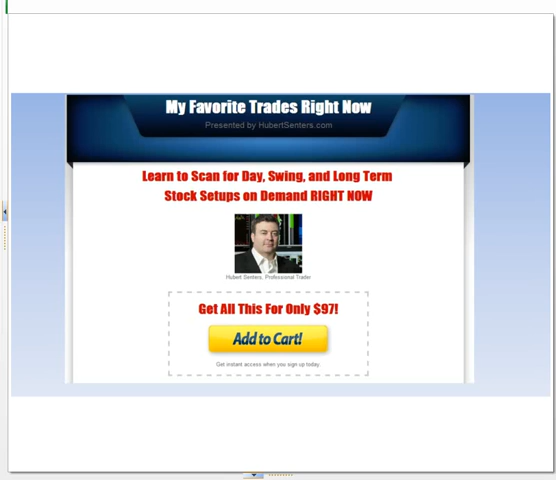 My Favorite Trades Right Now
Presented by HubertSenters.com
Learn to Scan for Day, Swing, and Long Term
Stock Setups on Demand RIGHT NOW
Hubert Senters, Professional Trader
Get All This For Only $97!
Add to Cart!
Get instant access when you sign up today.